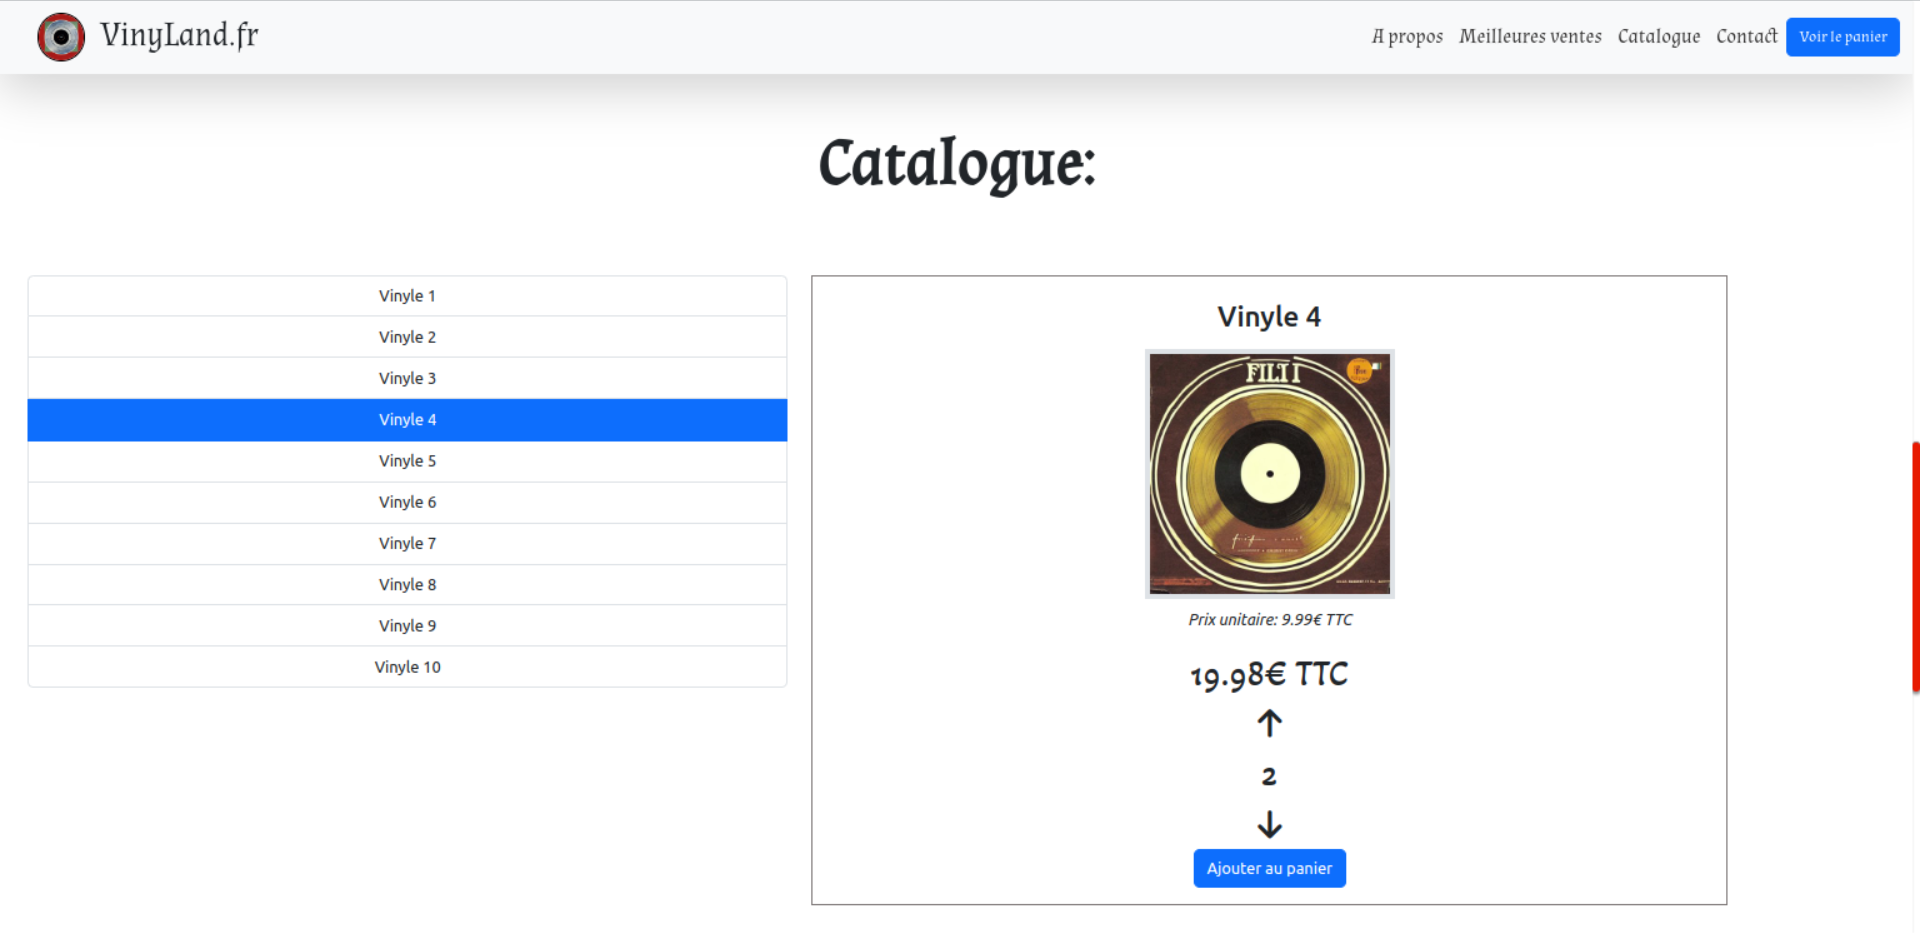 VinyLand.fr
A propos Meilleures ventes Catalogue Contact Voir le panier
Catalogue:
Vinyle 1
Vinyle 2
Vinyle 3
Vinyle 4
Vinyle 5
Vinyle 6
Vinyle 7
Vinyle 8
Vinyle 9
Vinyle 10
Vinyle 4
Prix unitaire: 9.99€ TTC
19.98€ TTC
2
Ajouter au panier